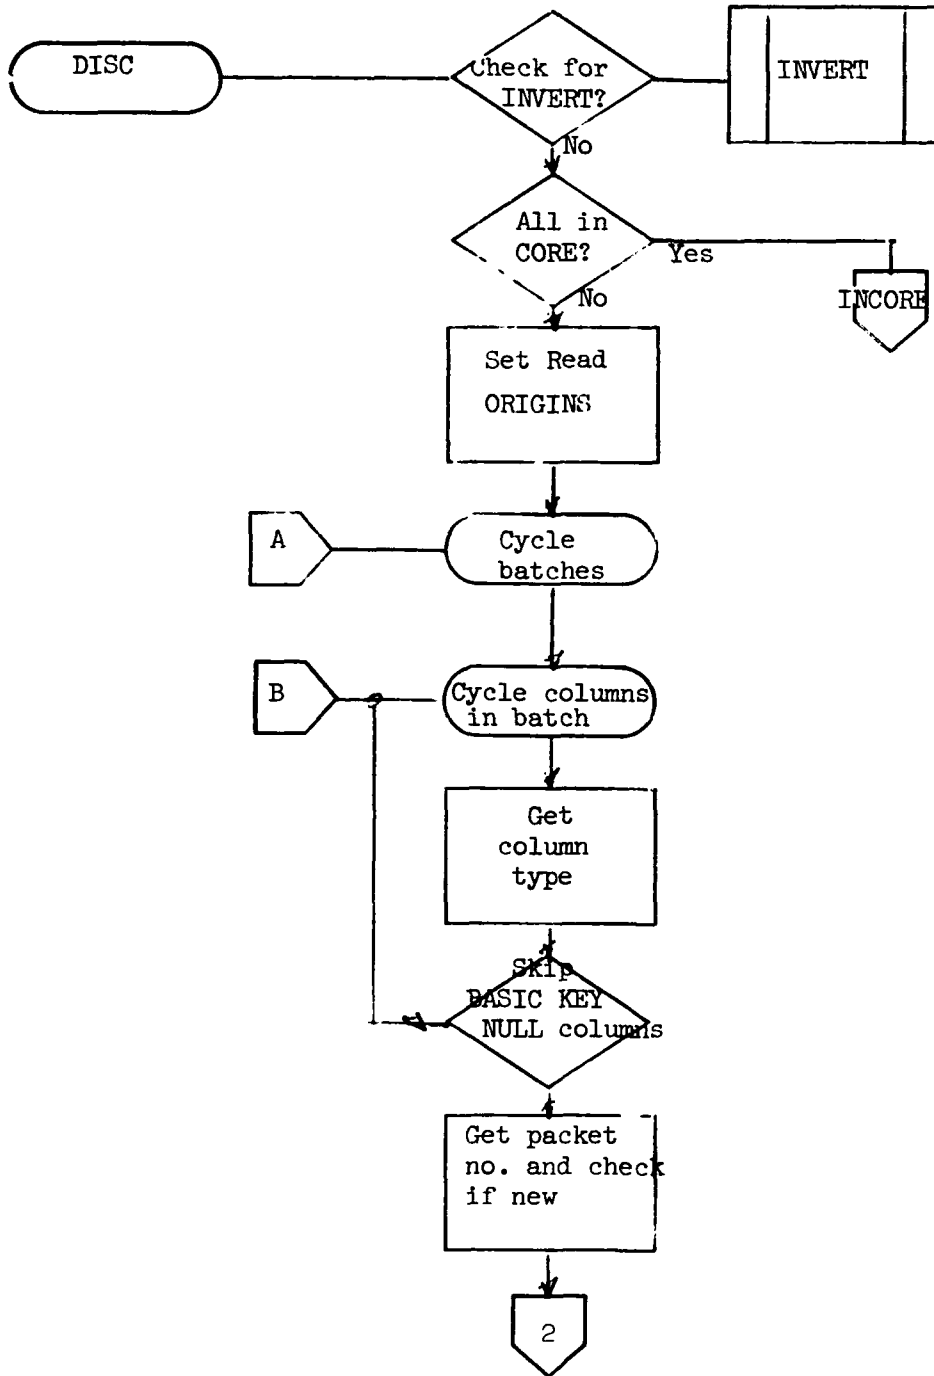 DISC
Check for
INVERT?
INVERT
No
All in
CORE?
Yes
INCORE
No
Set Read
ORIGINS
A
Cycle
batches
B
Cycle columns
in batch
Get
column
type
Skip
BASIC KEY
NULL columns
Get packet
no. and check
if new
2